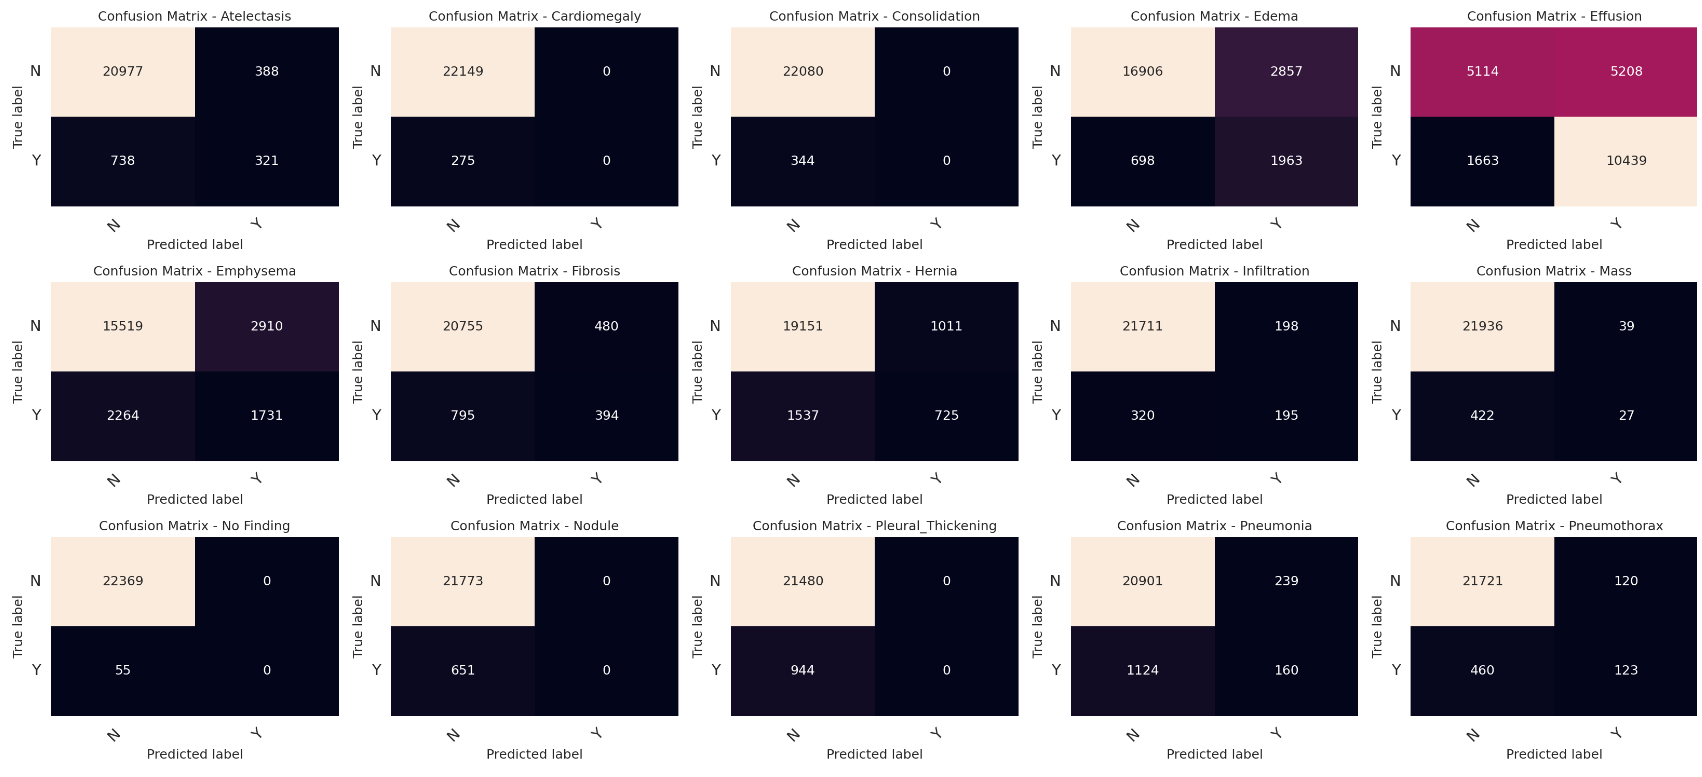 Confusion Matrix - Atelectasis
Confusion Matrix - Cardiomegaly
Confusion Matrix - Consolidation
Confusion Matrix - Edema
Confusion Matrix - Effusion
True label
N
20977
388
Y
738
321
N
Y
Predicted label
True label
N
22149
0
Y
275
0
N
Y
Predicted label
True label
N
22080
0
Y
344
0
N
Y
Predicted label
True label
N
16906
2857
Y
698
1963
N
Y
Predicted label
True label
N
5114
5208
Y
1663
10439
N
Y
Predicted label
Confusion Matrix - Emphysema
Confusion Matrix - Fibrosis
Confusion Matrix - Hernia
Confusion Matrix - Infiltration
Confusion Matrix - Mass
True label
N
15519
2910
Y
2264
1731
N
Y
Predicted label
True label
N
20755
480
Y
795
394
N
Y
Predicted label
True label
N
19151
1011
Y
1537
725
N
Y
Predicted label
True label
N
21711
198
Y
320
195
N
Y
Predicted label
True label
N
21936
39
Y
422
27
N
Y
Predicted label
Confusion Matrix - No Finding
Confusion Matrix - Nodule
Confusion Matrix - Pleural_Thickening
Confusion Matrix - Pneumonia
Confusion Matrix - Pneumothorax
True label
N
22369
0
Y
55
0
N
Y
Predicted label
True label
N
21773
0
Y
651
0
N
Y
Predicted label
True label
N
21480
0
Y
944
0
N
Y
Predicted label
True label
N
20901
239
Y
1124
160
N
Y
Predicted label
True label
N
21721
120
Y
460
123
N
Y
Predicted label